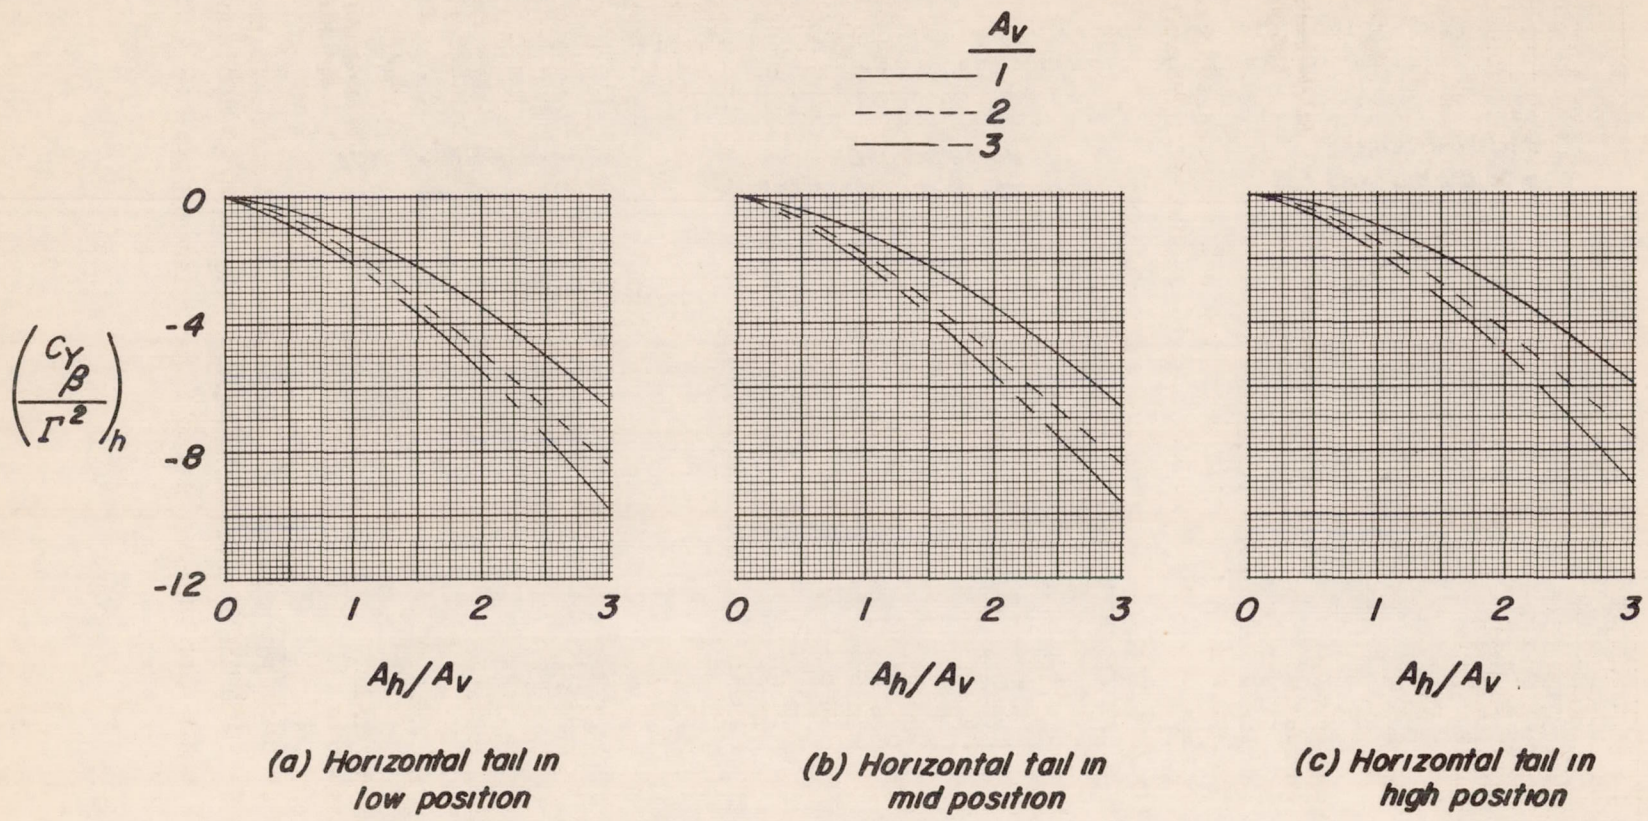 Av
1
2
3
0
-4
-8
-12
(CYβ/Γ²)h
0 1 2 3
0 1 2 3
0 1 2 3
Ah/Av
Ah/Av
Ah/Av
(a) Horizontal tail in
low position
(b) Horizontal tail in
mid position
(c) Horizontal tail in
high position